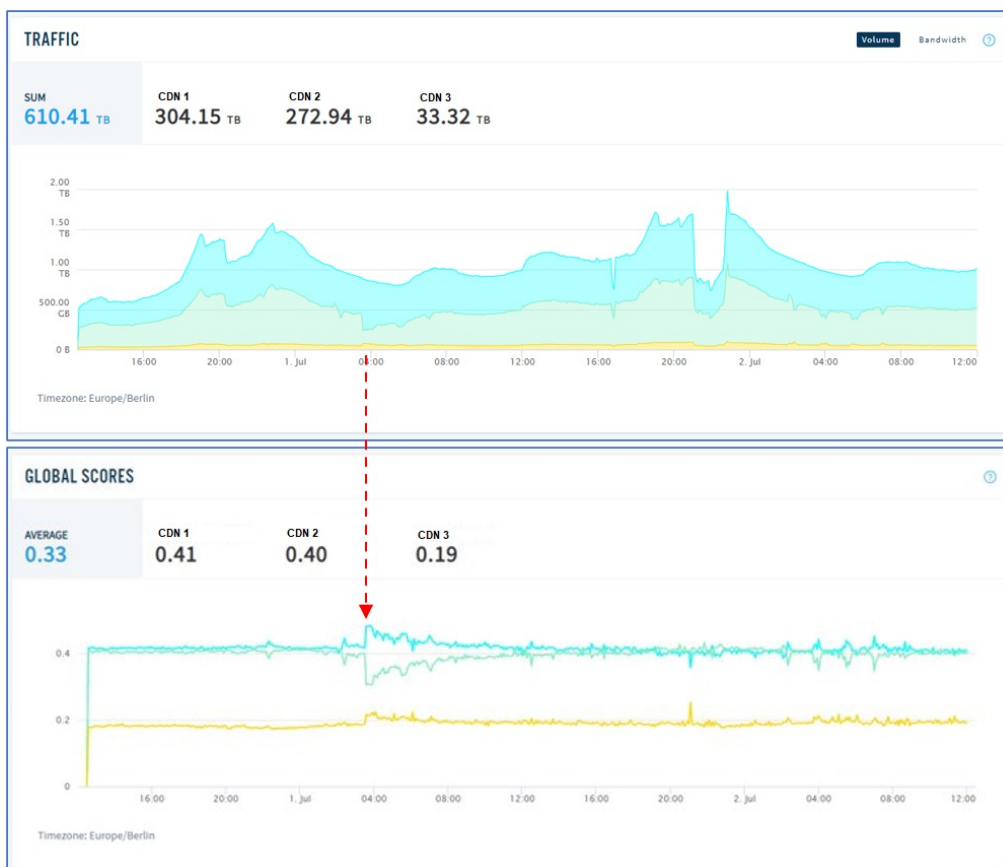 TRAFFIC
Volume Bandwidth ?
SUM CDN 1 CDN 2 CDN 3
610.41 TB 304.15 TB 272.94 TB 33.32 TB
2.00
TB
1.50
TB
1.00
TB
500.00
GB
0 B
16:00 20:00 1. Jul 04:00 08:00 12:00 16:00 20:00 2. Jul 04:00 08:00 12:00
Timezone: Europe/Berlin
GLOBAL SCORES ?
AVERAGE CDN 1 CDN 2 CDN 3
0.33 0.41 0.40 0.19
0.4
0.2
0
16:00 20:00 1. Jul 04:00 08:00 12:00 16:00 20:00 2. Jul 04:00 08:00 12:00
Timezone: Europe/Berlin